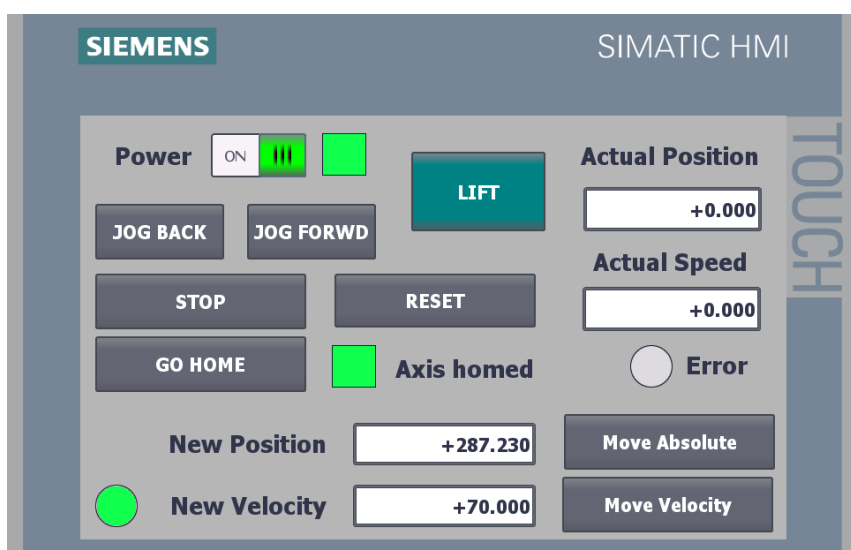 SIEMENS
SIMATIC HMI
TOUCH
Power
ON
LIFT
Actual Position
+0.000
JOG BACK
JOG FORWD
Actual Speed
+0.000
STOP
RESET
GO HOME
Axis homed
Error
New Position
+287.230
Move Absolute
New Velocity
+70.000
Move Velocity